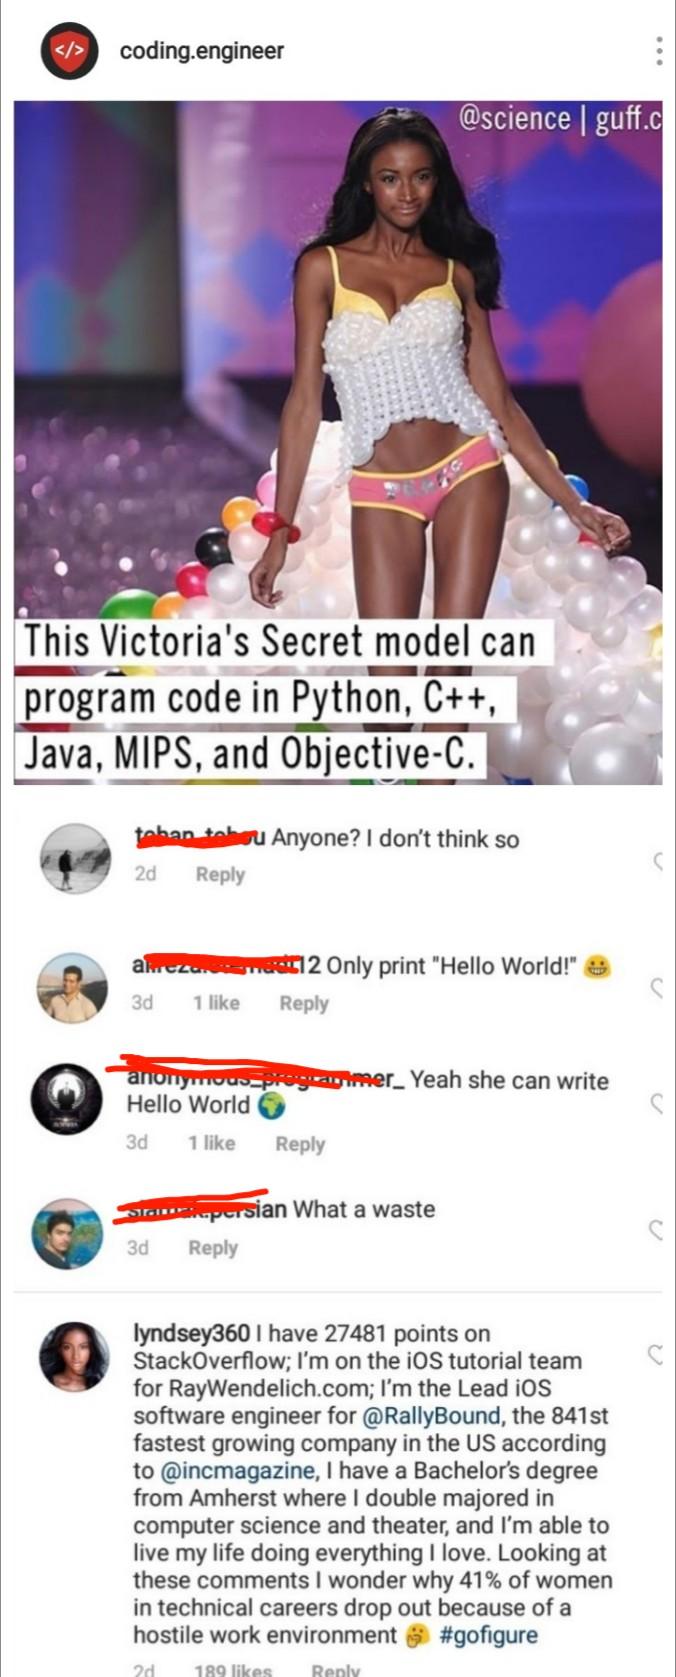 coding.engineer
@science | guff.c
This Victoria's Secret model can
program code in Python, C++,
Java, MIPS, and Objective-C.
Anyone? I don't think so
2d Reply
12 Only print "Hello World!" 😀
3d 1 like Reply
Yeah she can write
Hello World 🌍
3d 1 like Reply
What a waste
3d Reply
lyndsey360 I have 27481 points on
StackOverflow; I'm on the iOS tutorial team
for RayWendelich.com; I'm the Lead iOS
software engineer for @RallyBound, the 841st
fastest growing company in the US according
to @incmagazine, I have a Bachelor's degree
from Amherst where I double majored in
computer science and theater, and I'm able to
live my life doing everything I love. Looking at
these comments I wonder why 41% of women
in technical careers drop out because of a
hostile work environment 🤔 #gofigure
2d 189 likes Reply